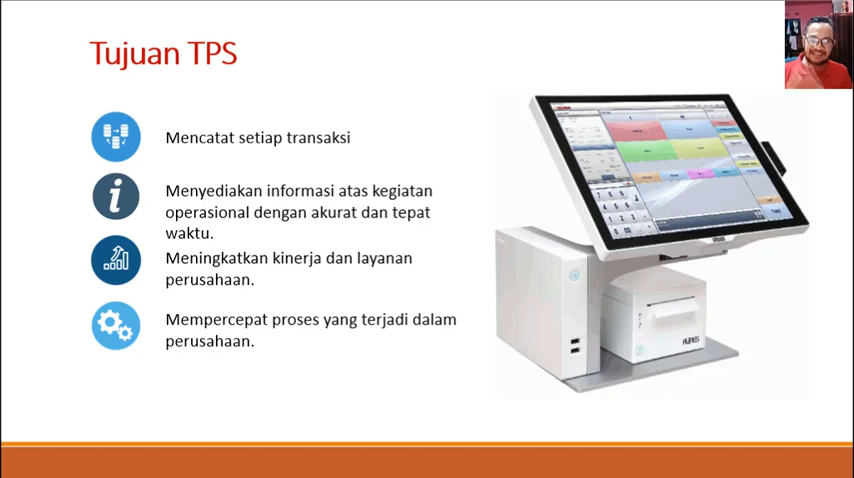 Tujuan TPS
Mencatat setiap transaksi
Menyediakan informasi atas kegiatan
operasional dengan akurat dan tepat
waktu.
Meningkatkan kinerja dan layanan
perusahaan.
Mempercepat proses yang terjadi dalam
perusahaan.
AURES